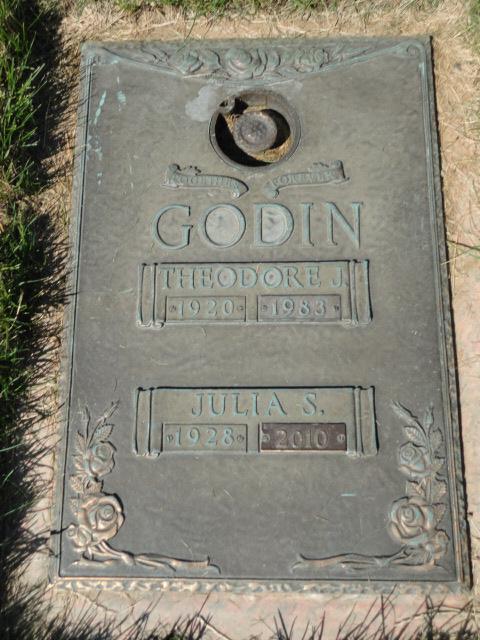 TOGETHER FOREVER
GODIN
THEODORE J.
1920 1983
JULIA S.
1928 2010